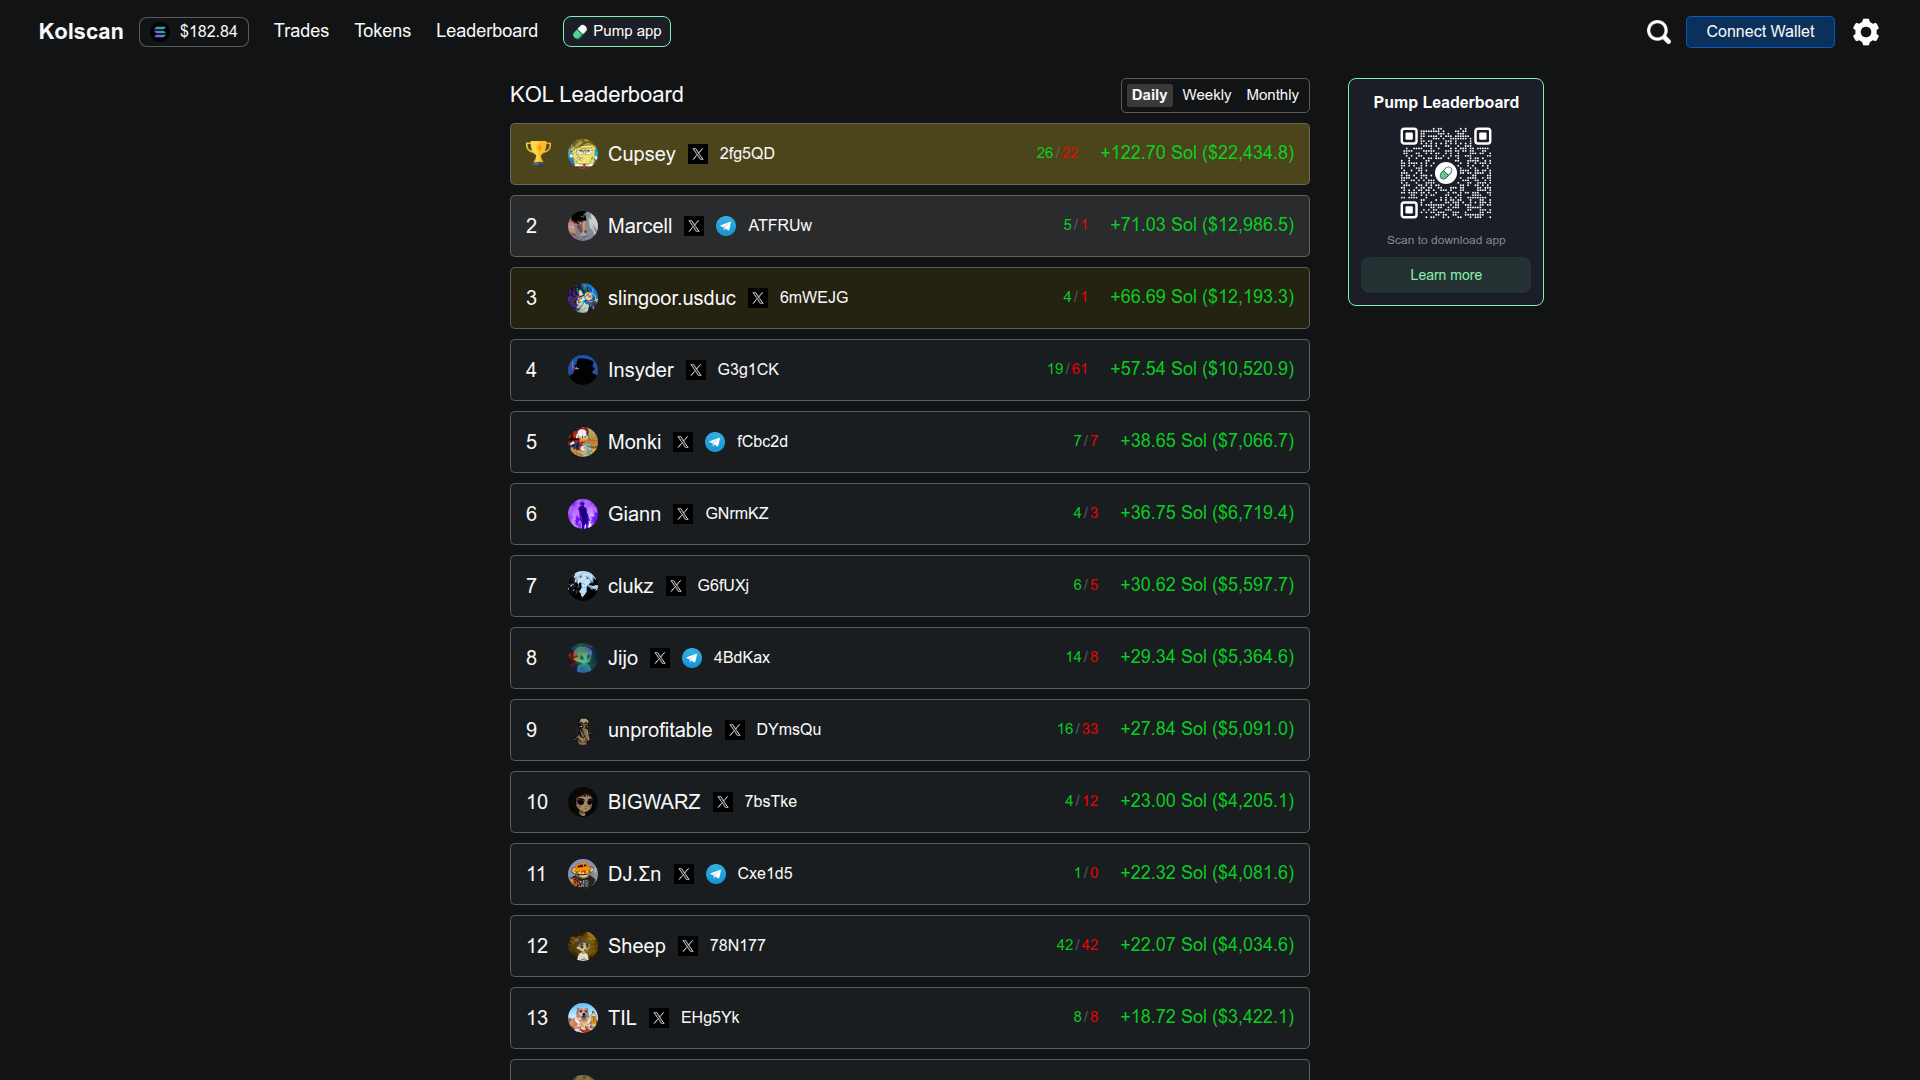 Kolscan $182.84 Trades Tokens Leaderboard Pump app Connect Wallet
KOL Leaderboard Daily Weekly Monthly
Cupsey 2fg5QD 26/22 +122.70 Sol ($22,434.8)
2 Marcell ATFRUw 5/1 +71.03 Sol ($12,986.5)
3 slingoor.usduc 6mWEJG 4/1 +66.69 Sol ($12,193.3)
4 Insyder G3g1CK 19/61 +57.54 Sol ($10,520.9)
5 Monki fCbc2d 7/7 +38.65 Sol ($7,066.7)
6 Giann GNrmKZ 4/3 +36.75 Sol ($6,719.4)
7 clukz G6fUXj 6/5 +30.62 Sol ($5,597.7)
8 Jijo 4BdKax 14/8 +29.34 Sol ($5,364.6)
9 unprofitable DYmsQu 16/33 +27.84 Sol ($5,091.0)
10 BIGWARZ 7bsTke 4/12 +23.00 Sol ($4,205.1)
11 DJ.Σn Cxe1d5 1/0 +22.32 Sol ($4,081.6)
12 Sheep 78N177 42/42 +22.07 Sol ($4,034.6)
13 TIL EHg5Yk 8/8 +18.72 Sol ($3,422.1)
Pump Leaderboard
Scan to download app
Learn more